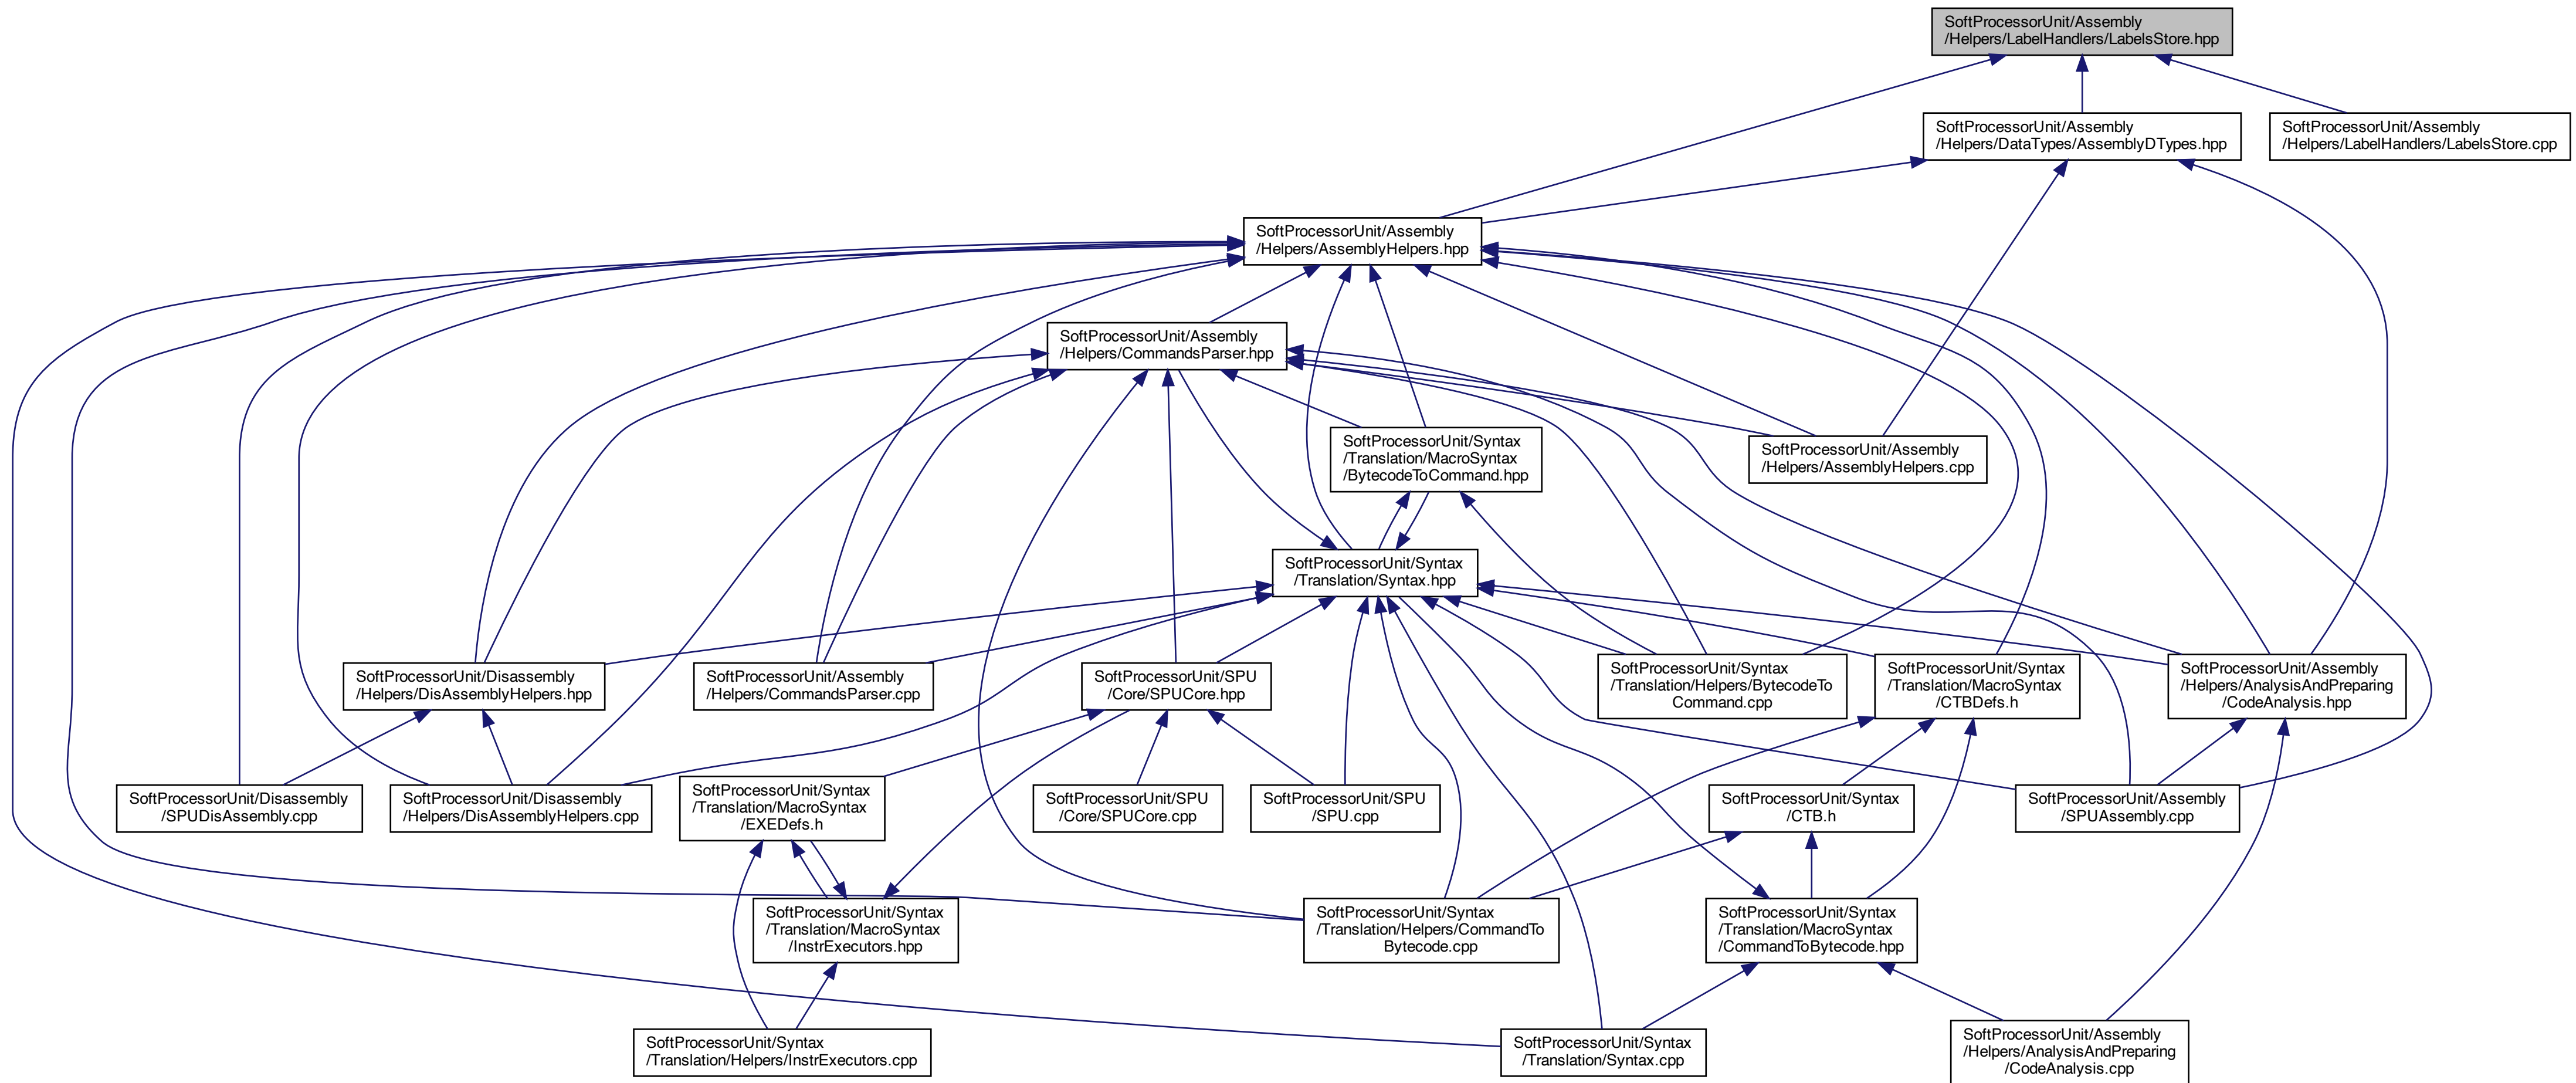 SoftProcessorUnit/Assembly
/Helpers/LabelHandlers/LabelsStore.hpp
SoftProcessorUnit/Assembly
/Helpers/DataTypes/AssemblyDTypes.hpp
SoftProcessorUnit/Assembly
/Helpers/LabelHandlers/LabelsStore.cpp
SoftProcessorUnit/Assembly
/Helpers/AssemblyHelpers.hpp
SoftProcessorUnit/Assembly
/Helpers/CommandsParser.hpp
SoftProcessorUnit/Syntax
/Translation/MacroSyntax
/BytecodeToCommand.hpp
SoftProcessorUnit/Assembly
/Helpers/AssemblyHelpers.cpp
SoftProcessorUnit/Syntax
/Translation/Syntax.hpp
SoftProcessorUnit/Disassembly
/Helpers/DisAssemblyHelpers.hpp
SoftProcessorUnit/Assembly
/Helpers/CommandsParser.cpp
SoftProcessorUnit/SPU
/Core/SPUCore.hpp
SoftProcessorUnit/Syntax
/Translation/Helpers/BytecodeTo
Command.cpp
SoftProcessorUnit/Syntax
/Translation/MacroSyntax
/CTBDefs.h
SoftProcessorUnit/Assembly
/Helpers/AnalysisAndPreparing
/CodeAnalysis.hpp
SoftProcessorUnit/Disassembly
/SPUDisAssembly.cpp
SoftProcessorUnit/Disassembly
/Helpers/DisAssemblyHelpers.cpp
SoftProcessorUnit/Syntax
/Translation/MacroSyntax
/EXEDefs.h
SoftProcessorUnit/SPU
/Core/SPUCore.cpp
SoftProcessorUnit/SPU
/SPU.cpp
SoftProcessorUnit/Syntax
/CTB.h
SoftProcessorUnit/Assembly
/SPUAssembly.cpp
SoftProcessorUnit/Syntax
/Translation/MacroSyntax
/InstrExecutors.hpp
SoftProcessorUnit/Syntax
/Translation/Helpers/CommandTo
Bytecode.cpp
SoftProcessorUnit/Syntax
/Translation/MacroSyntax
/CommandToBytecode.hpp
SoftProcessorUnit/Syntax
/Translation/Helpers/InstrExecutors.cpp
SoftProcessorUnit/Syntax
/Translation/Syntax.cpp
SoftProcessorUnit/Assembly
/Helpers/AnalysisAndPreparing
/CodeAnalysis.cpp